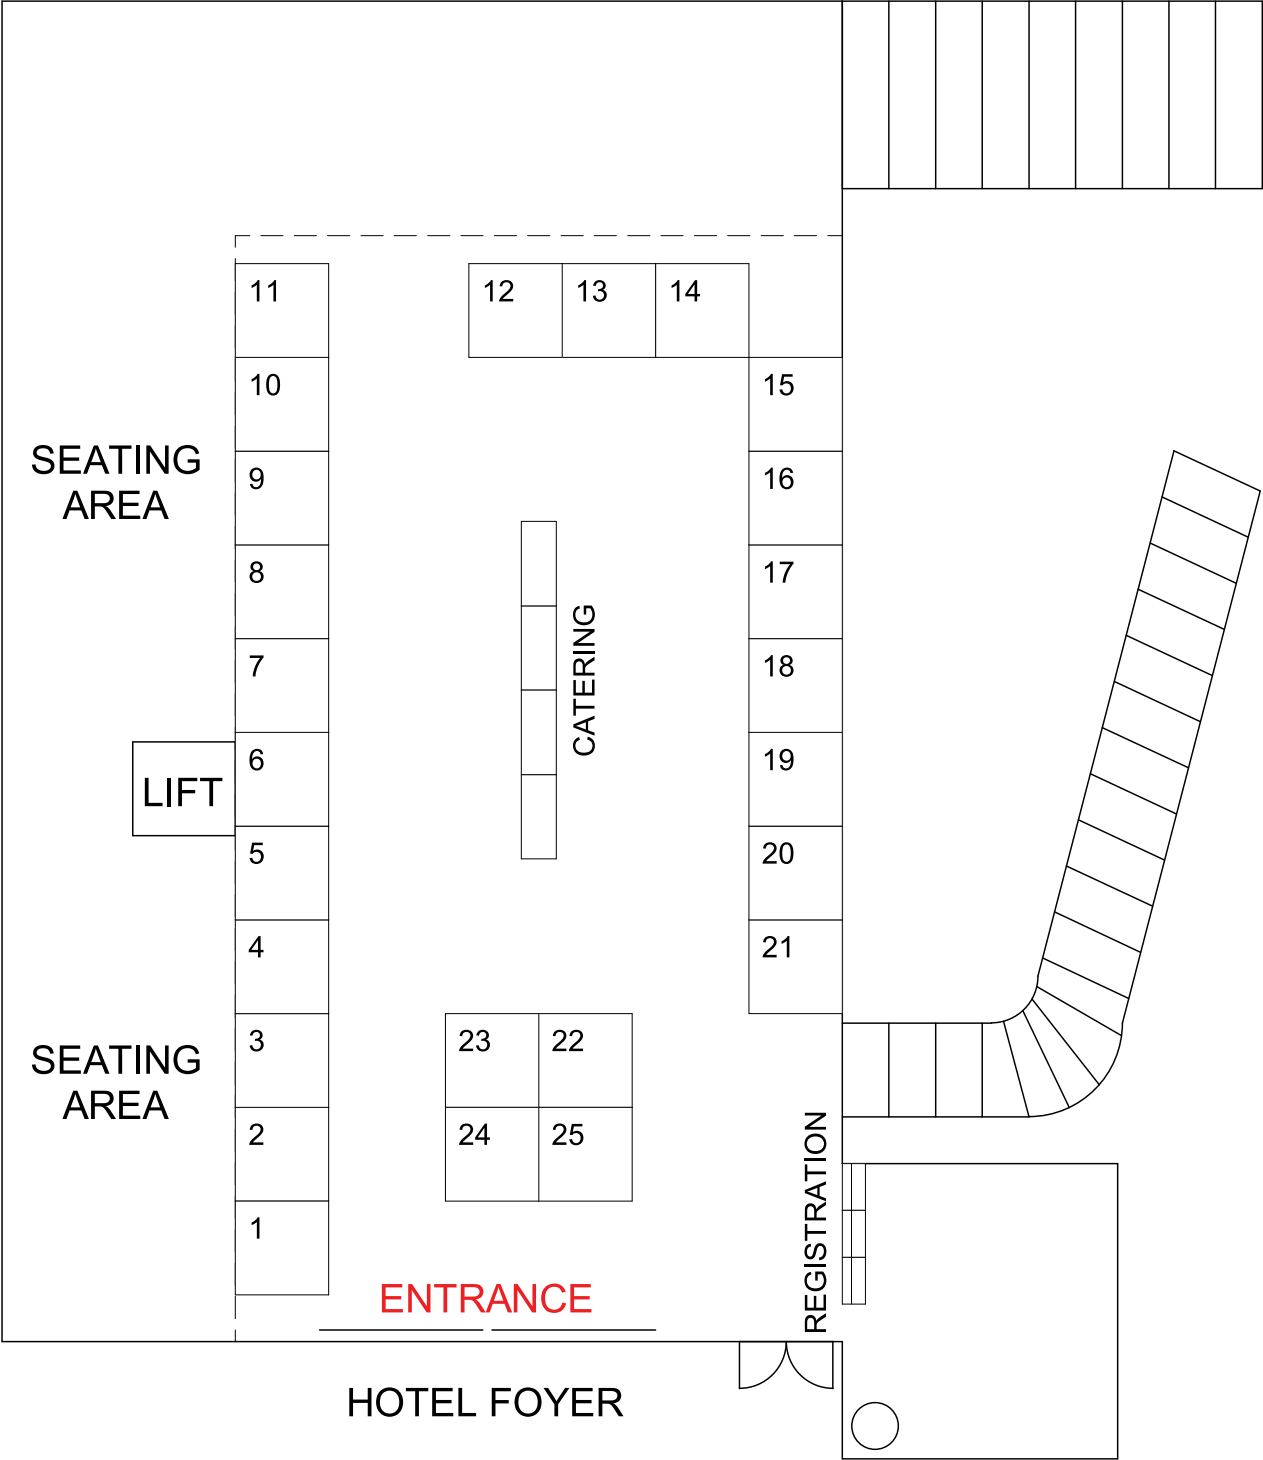 11
12
13
14
10
15
SEATING
AREA
9
16
8
17
CATERING
7
18
6
19
LIFT
5
20
4
21
3
23
22
SEATING
AREA
2
24
25
REGISTRATION
1
ENTRANCE
HOTEL FOYER